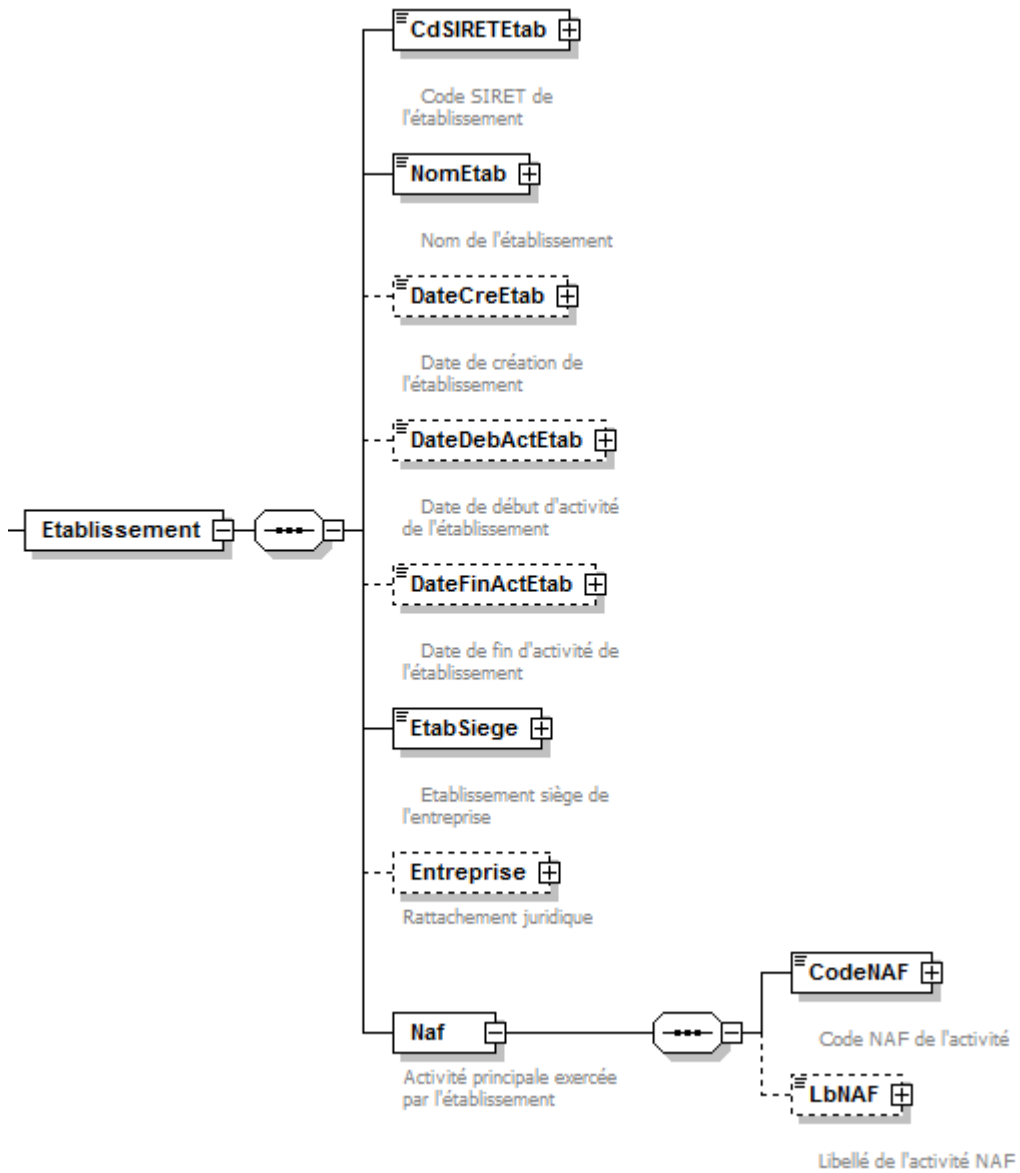 CdSIRETEtab
Code SIRET de
l'établissement
NomEtab
Nom de l'établissement
DateCreEtab
Date de création de
l'établissement
DateDebActEtab
Date de début d'activité
de l'établissement
Etablissement
DateFinActEtab
Date de fin d'activité de
l'établissement
EtabSiege
Etablissement siège de
l'entreprise
Entreprise
Rattachement juridique
Naf
Activité principale exercée
par l'établissement
CodeNAF
Code NAF de l'activité
LbNAF
Libellé de l'activité NAF